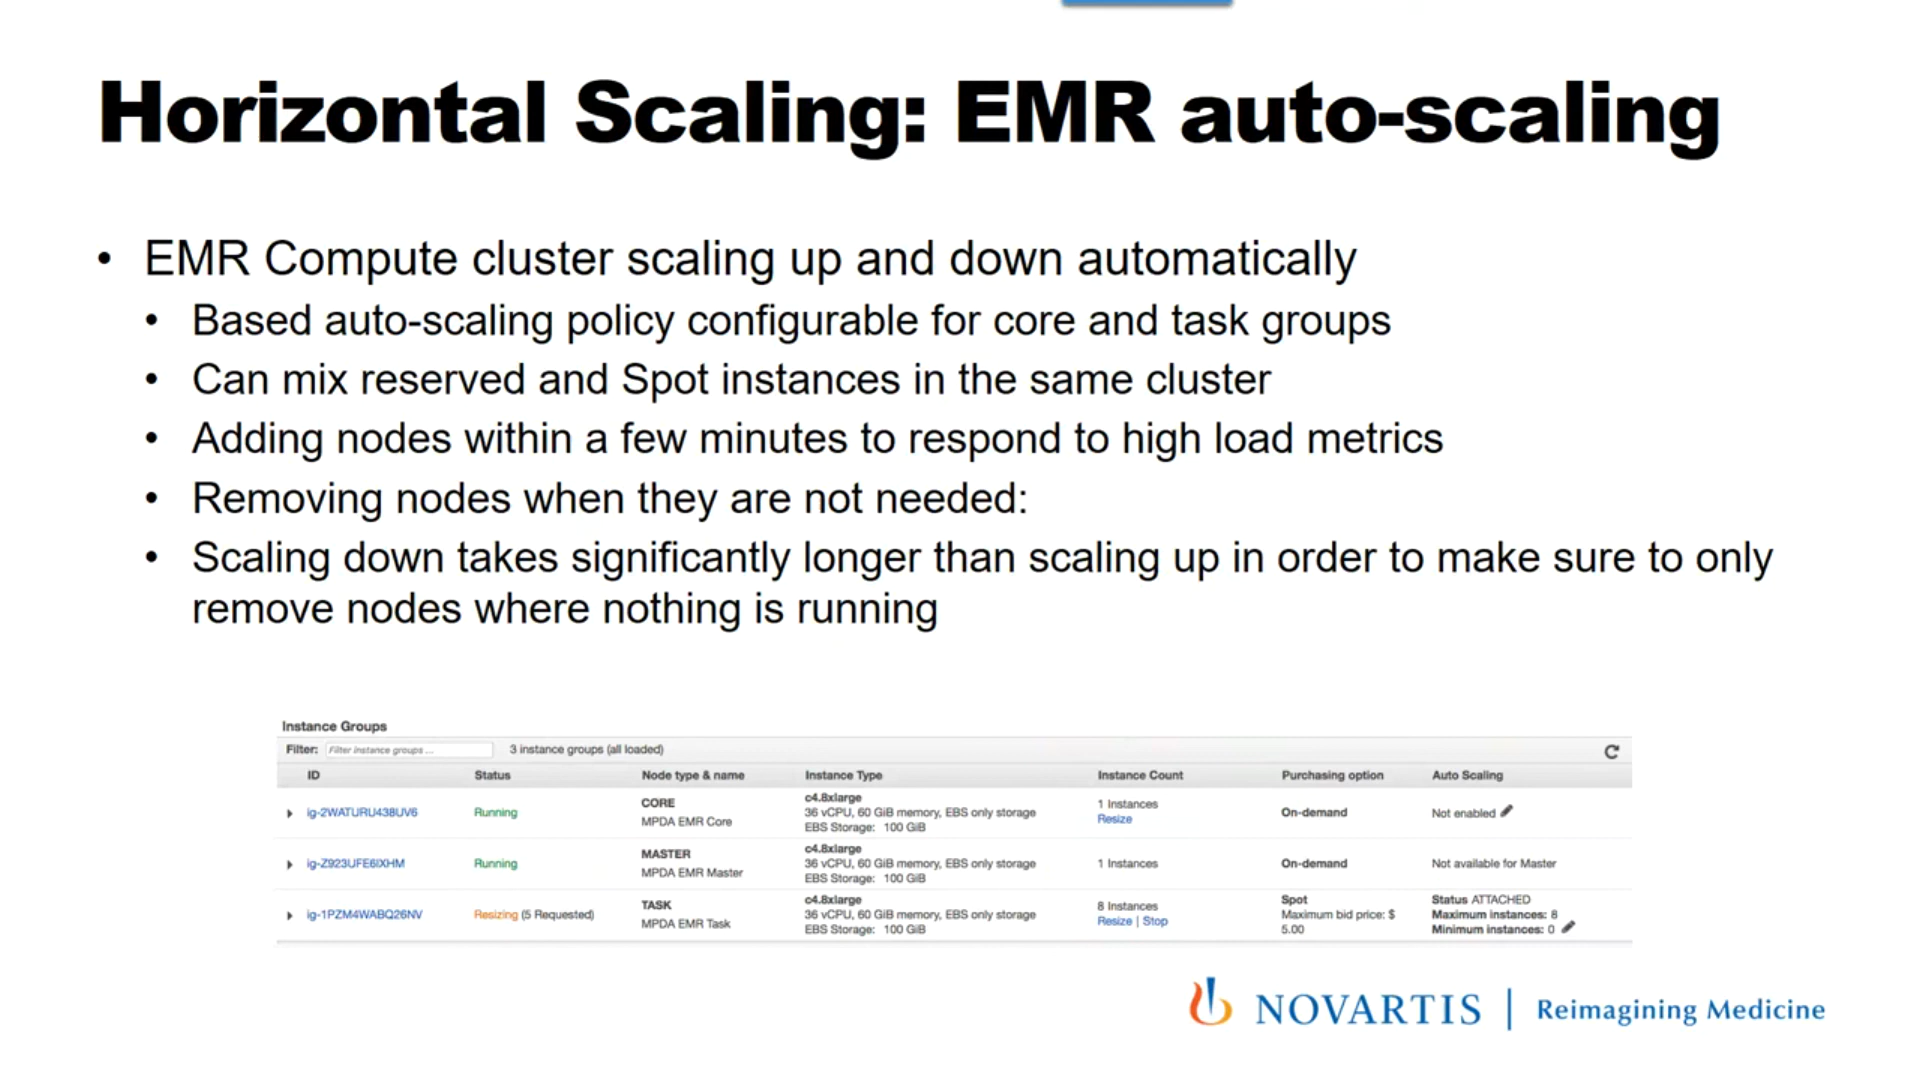 Horizontal Scaling: EMR auto-scaling
• EMR Compute cluster scaling up and down automatically
• Based auto-scaling policy configurable for core and task groups
• Can mix reserved and Spot instances in the same cluster
• Adding nodes within a few minutes to respond to high load metrics
• Removing nodes when they are not needed:
• Scaling down takes significantly longer than scaling up in order to make sure to only
remove nodes where nothing is running
Instance Groups
Filter: Filter instance groups ... 3 instance groups (all loaded)
ID Status Node type & name Instance Type Instance Count Purchasing option Auto Scaling
ig-2WATURU438UV6 Running CORE
MPDA EMR Core
c4.8xlarge
36 vCPU, 60 GiB memory, EBS only storage
EBS Storage: 100 GiB
1 Instances
Resize
On-demand
Not enabled
ig-Z923UFE6IXHM Running MASTER
MPDA EMR Master
c4.8xlarge
36 vCPU, 60 GiB memory, EBS only storage
EBS Storage: 100 GiB
1 Instances
On-demand
Not available for Master
ig-1PZM4WABQ26NV Resizing (5 Requested) TASK
MPDA EMR Task
c4.8xlarge
36 vCPU, 60 GiB memory, EBS only storage
EBS Storage: 100 GiB
8 Instances
Resize | Stop
Spot
Maximum bid price: $
5.00
Status ATTACHED
Maximum instances: 8
Minimum instances: 0
NOVARTIS | Reimagining Medicine